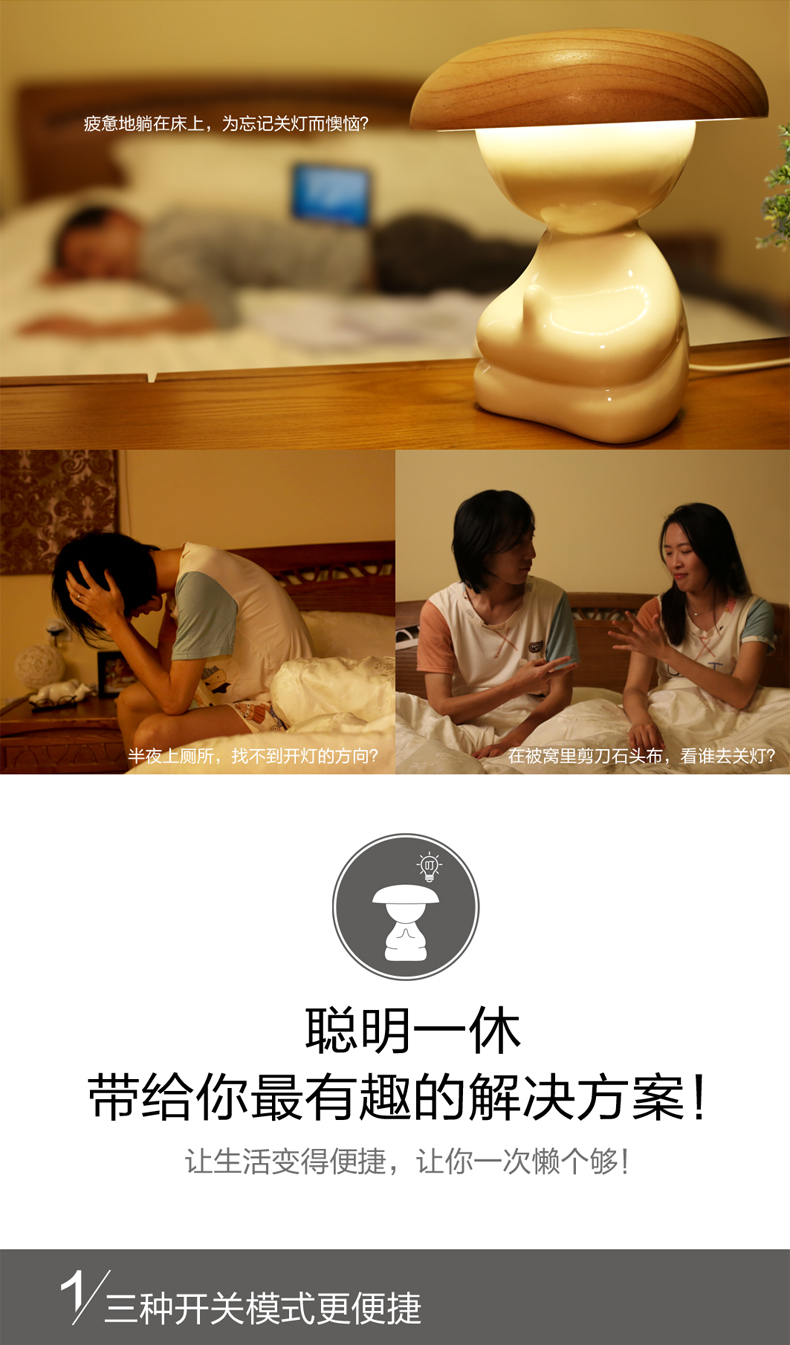 疲惫地躺在床上，为忘记关灯而懊恼？
半夜上厕所，找不到开灯的方向？
在被窝里剪刀石头布，看谁去关灯？
叮
聪明一休
带给你最有趣的解决方案！
让生活变得便捷，让你一次懒个够！
1/三种开关模式更便捷